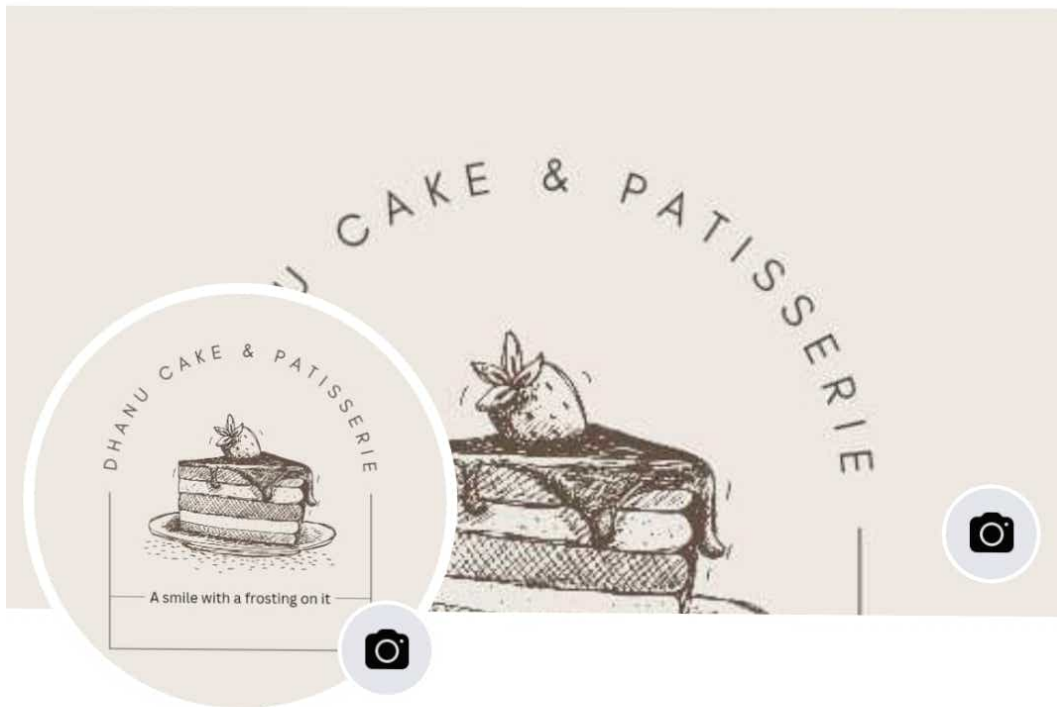 U CAKE & PATISSERIE
DHANU CAKE & PATISSERIE
A smile with a frosting on it